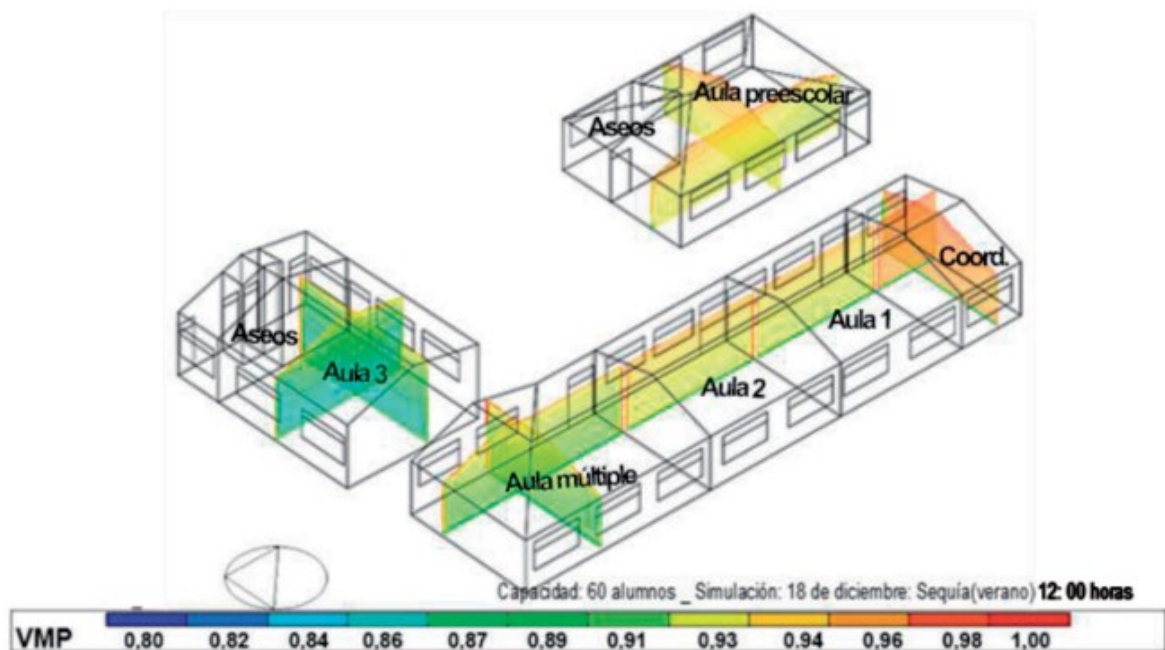 Aula preescolar
Aseos
Coord.
Aula 1
Aseos
Aula 3
Aula 2
Aula múltiple
Capacidad: 60 alumnos _ Simulación: 18 de diciembre: Sequía(verano) 12: 00 horas
VMP 0,80 0,82 0,84 0,86 0,87 0,89 0,91 0,93 0,94 0,96 0,98 1,00